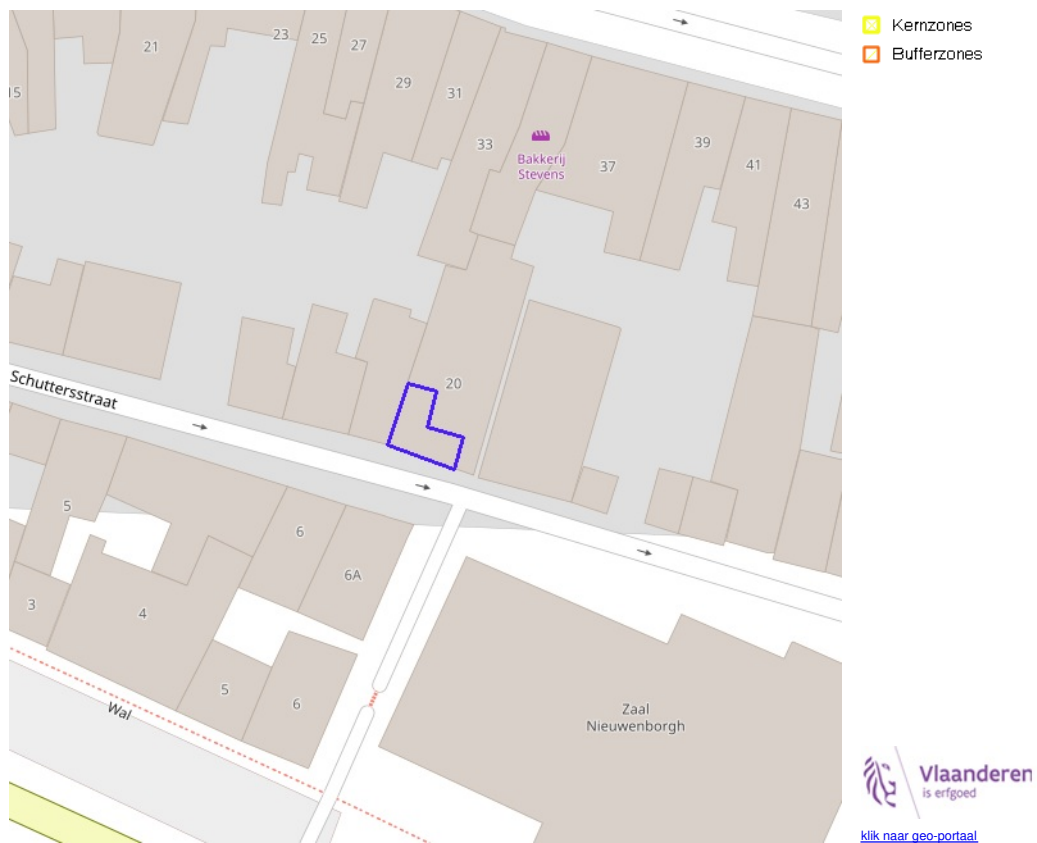 Kernzones
Bufferzones
21
23
25
27
29
31
15
33
Bakkerij
Stevens
37
39
41
43
Schuttersstraat
20
5
6
6A
3
4
5
6
Wal
Zaal
Nieuwenborgh
Vlaanderen
is erfgoed
klik naar geo-portaal